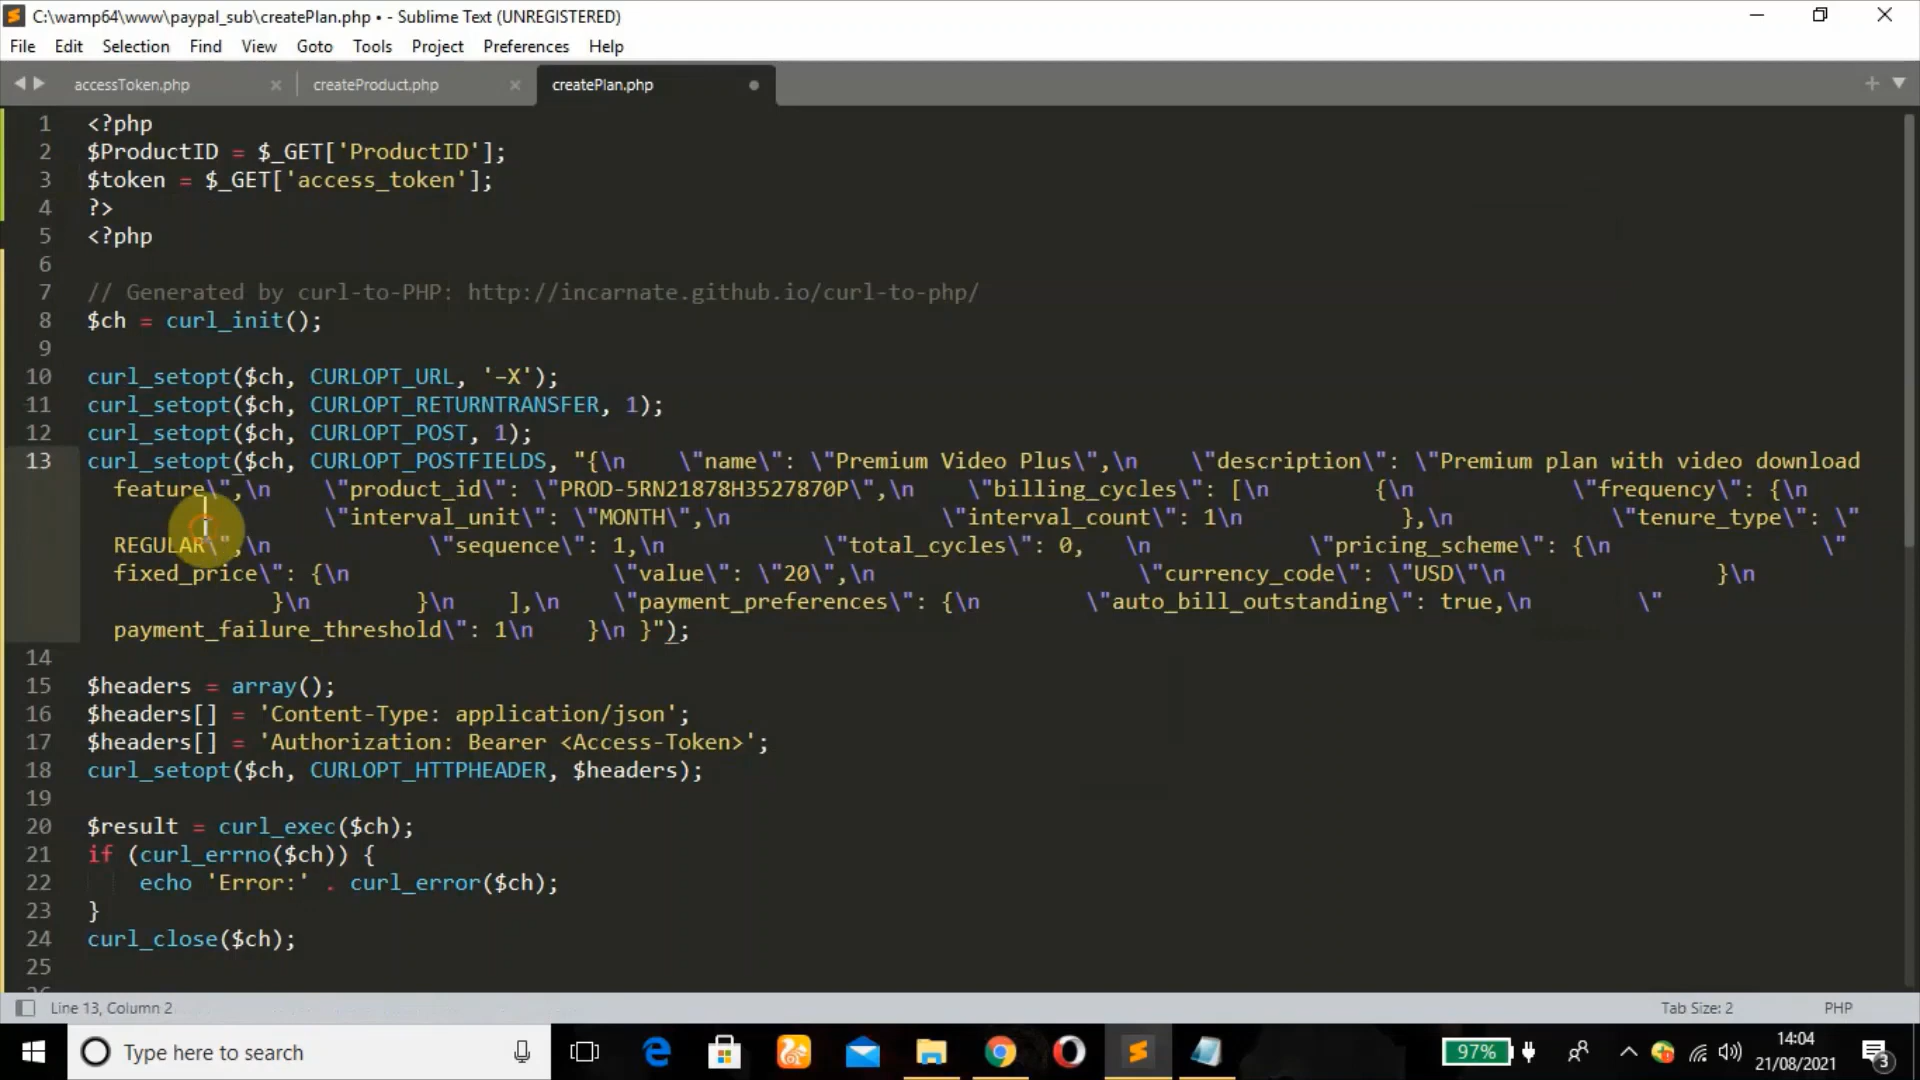 C:\wamp64\www\paypal_sub\createPlan.php • - Sublime Text (UNREGISTERED)
File Edit Selection Find View Goto Tools Project Preferences Help
accessToken.php × createProduct.php × createPlan.php
1 <?php
2 $ProductID = $_GET['ProductID'];
3 $token = $_GET['access_token'];
4 ?>
5 <?php
6
7 // Generated by curl-to-PHP: http://incarnate.github.io/curl-to-php/
8 $ch = curl_init();
9
10 curl_setopt($ch, CURLOPT_URL, '–X');
11 curl_setopt($ch, CURLOPT_RETURNTRANSFER, 1);
12 curl_setopt($ch, CURLOPT_POST, 1);
13 curl_setopt($ch, CURLOPT_POSTFIELDS, "{\n    \"name\": \"Premium Video Plus\",\n    \"description\": \"Premium plan with video download
feature\",\n    \"product_id\": \"PROD-5RN21878H3527870P\",\n    \"billing_cycles\": [\n        {\n            \"frequency\": {\n
\"interval_unit\": \"MONTH\",\n                \"interval_count\": 1\n            },\n            \"tenure_type\": \"
REGULAR\",\n            \"sequence\": 1,\n            \"total_cycles\": 0,   \n            \"pricing_scheme\": {\n                \"
fixed_price\": {\n                    \"value\": \"20\",\n                    \"currency_code\": \"USD\"\n                }\n
}\n        }\n    ],\n    \"payment_preferences\": {\n        \"auto_bill_outstanding\": true,\n        \"
payment_failure_threshold\": 1\n    }\n }");
14
15 $headers = array();
16 $headers[] = 'Content-Type: application/json';
17 $headers[] = 'Authorization: Bearer <Access-Token>';
18 curl_setopt($ch, CURLOPT_HTTPHEADER, $headers);
19
20 $result = curl_exec($ch);
21 if (curl_errno($ch)) {
22 echo 'Error:' . curl_error($ch);
23 }
24 curl_close($ch);
25
Line 13, Column 2 Tab Size: 2 PHP
Type here to search 97% 14:04
21/08/2021 3